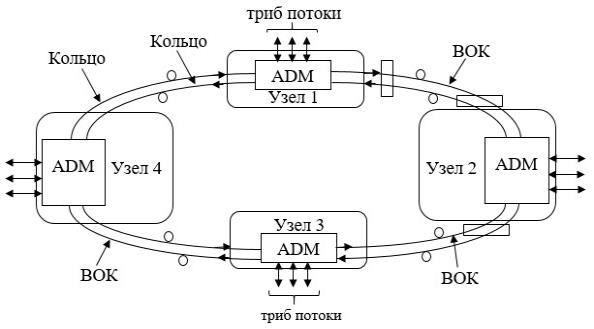 триб потоки
Кольцо
Кольцо
ВОК
ADM
Узел 1
ADM
Узел 4
Узел 2
ADM
Узел 3
ADM
ВОК
ВОК
триб потоки